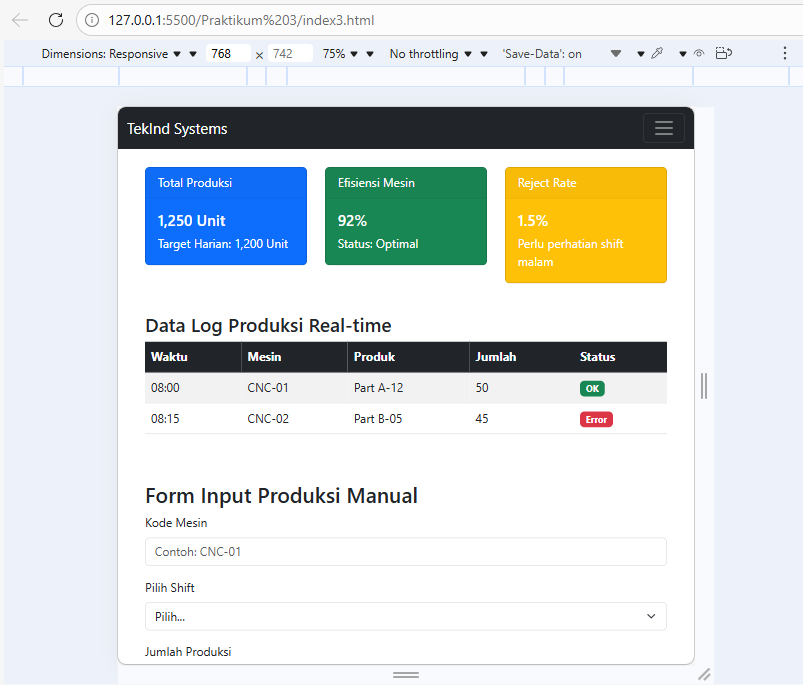 127.0.0.1:5500/Praktikum%203/index3.html
Dimensions: Responsive 768 × 742 75% No throttling 'Save-Data': on
TekInd Systems
Total Produksi
1,250 Unit
Target Harian: 1,200 Unit
Efisiensi Mesin
92%
Status: Optimal
Reject Rate
1.5%
Perlu perhatian shift
malam
Data Log Produksi Real-time
Waktu Mesin Produk Jumlah Status
08:00 CNC-01 Part A-12 50 OK
08:15 CNC-02 Part B-05 45 Error
Form Input Produksi Manual
Kode Mesin
Contoh: CNC-01
Pilih Shift
Pilih...
Jumlah Produksi